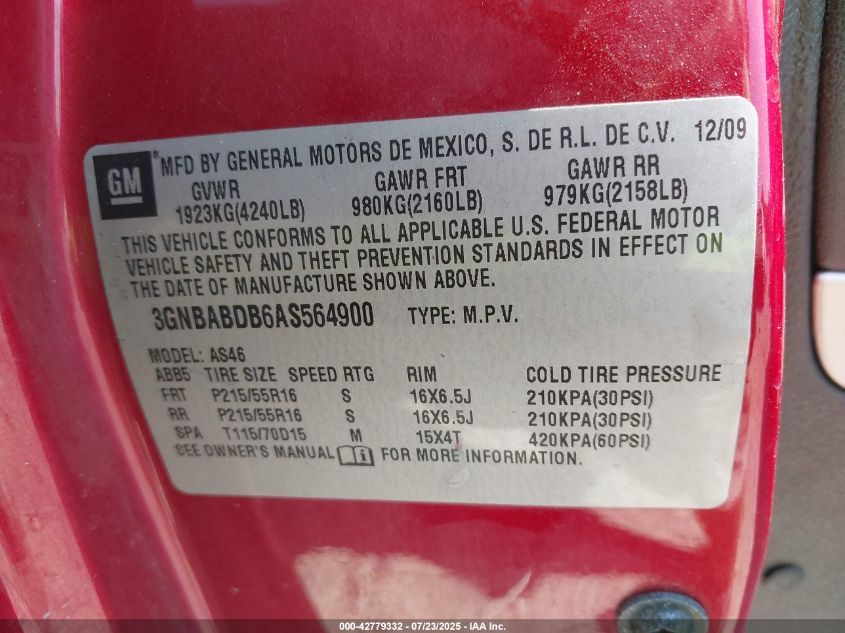 GM
® MFD BY GENERAL MOTORS DE MEXICO, S. DE R.L. DE C.V. 12/09
GVWR GAWR FRT GAWR RR
1923KG(4240LB) 980KG(2160LB) 979KG(2158LB)
THIS VEHICLE CONFORMS TO ALL APPLICABLE U.S. FEDERAL MOTOR
VEHICLE SAFETY AND THEFT PREVENTION STANDARDS IN EFFECT ON
THE DATE OF MANUFACTURE SHOWN ABOVE.
3GNBABDB6AS564900 TYPE: M.P.V.
MODEL: AS46
ABB5 TIRE SIZE SPEED RTG RIM COLD TIRE PRESSURE
FRT P215/55R16 S 16X6.5J 210KPA(30PSI)
RR P215/55R16 S 16X6.5J 210KPA(30PSI)
SPA T115/70D15 M 15X4T 420KPA(60PSI)
SEE OWNER'S MANUAL FOR MORE INFORMATION.
000-42779332 / 07/23/2025 - IAA Inc.